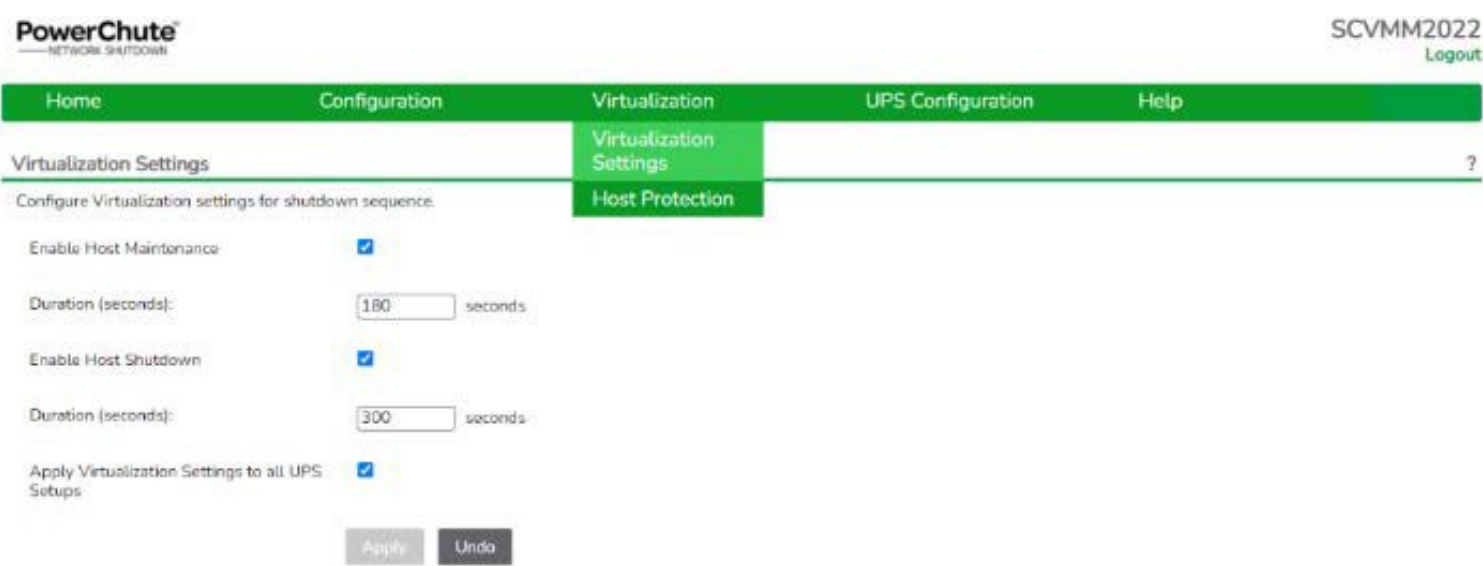 PowerChute
NETWORK SHUTDOWN
SCVMM2022
Logout
Home Configuration Virtualization UPS Configuration Help
Virtualization
Settings
Host Protection
Virtualization Settings ?
Configure Virtualization settings for shutdown sequence.
Enable Host Maintenance
Duration (seconds): 180 seconds
Enable Host Shutdown
Duration (seconds): 300 seconds
Apply Virtualization Settings to all UPS
Setups
Apply Undo